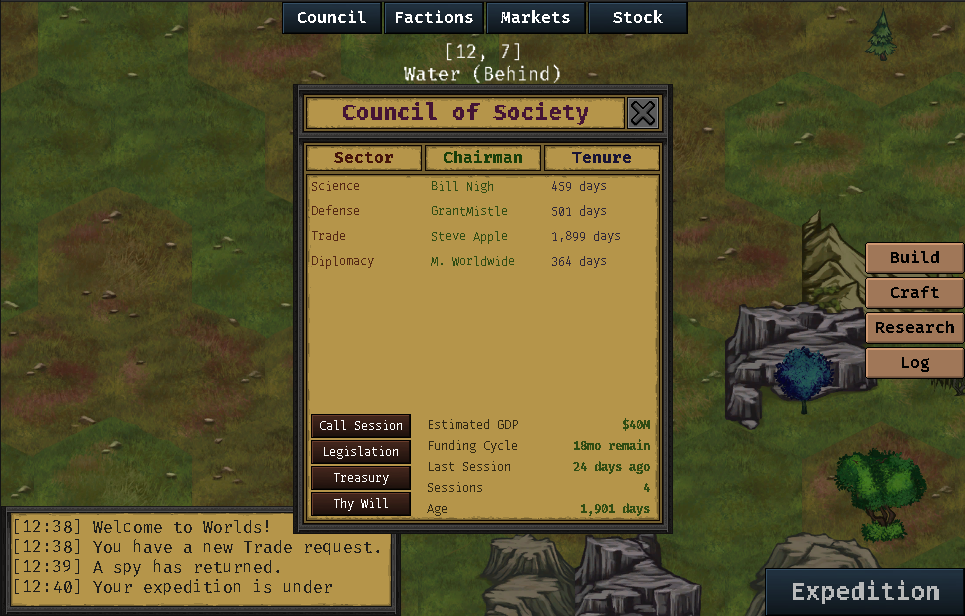 Council Factions Markets Stock
[12, 7]
Water (Behind)
Council of Society
Sector Chairman Tenure
Science Bill Nigh 459 days
Defense GrantMistle 501 days
Trade Steve Apple 1,899 days
Diplomacy M. Worldwide 364 days
Build
Craft
Research
Log
Call Session
Legislation
Treasury
Thy Will
Estimated GDP $40M
Funding Cycle 18mo remain
Last Session 24 days ago
Sessions 4
Age 1,901 days
[12:38] Welcome to Worlds!
[12:38] You have a new Trade request.
[12:39] A spy has returned.
[12:40] Your expedition is under
Expedition